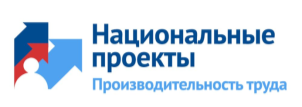 Национальные
проекты
Производительность труда